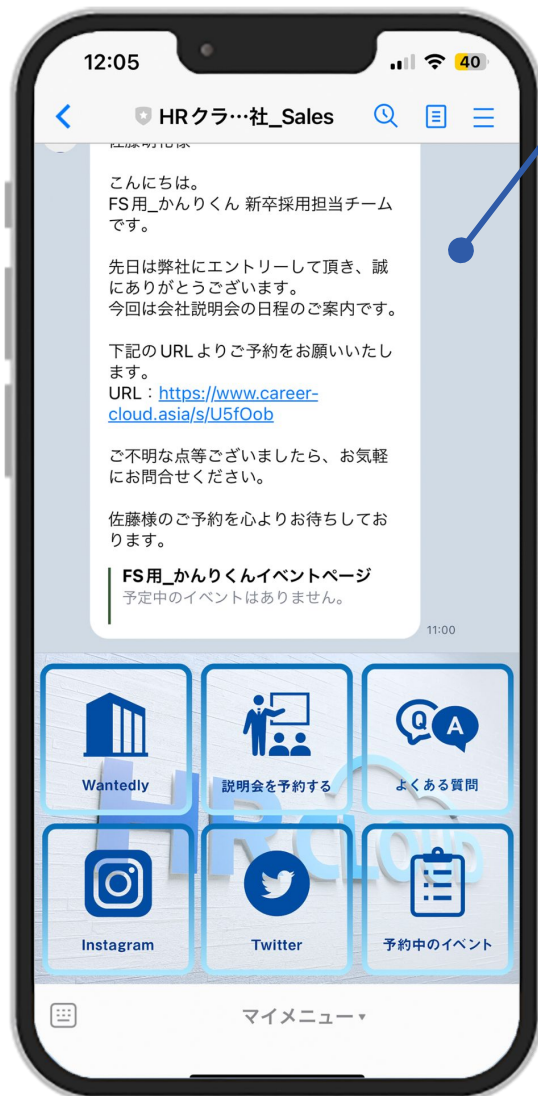 12:05
40
HRクラ…社_Sales
佐藤明花様
こんにちは。
FS用_かんりくん 新卒採用担当チーム
です。
先日は弊社にエントリーして頂き、誠
にありがとうございます。
今回は会社説明会の日程のご案内です。
下記のURLよりご予約をお願いいたし
ます。
URL：https://www.career-
cloud.asia/s/U5fOob
ご不明な点等ございましたら、お気軽
にお問合せください。
佐藤様のご予約を心よりお待ちしてお
ります。
FS用_かんりくんイベントページ
予定中のイベントはありません。
11:00
Q A
Wantedly
説明会を予約する
よくある質問
HR CLOUD
Instagram
Twitter
予約中のイベント
マイメニュー▼